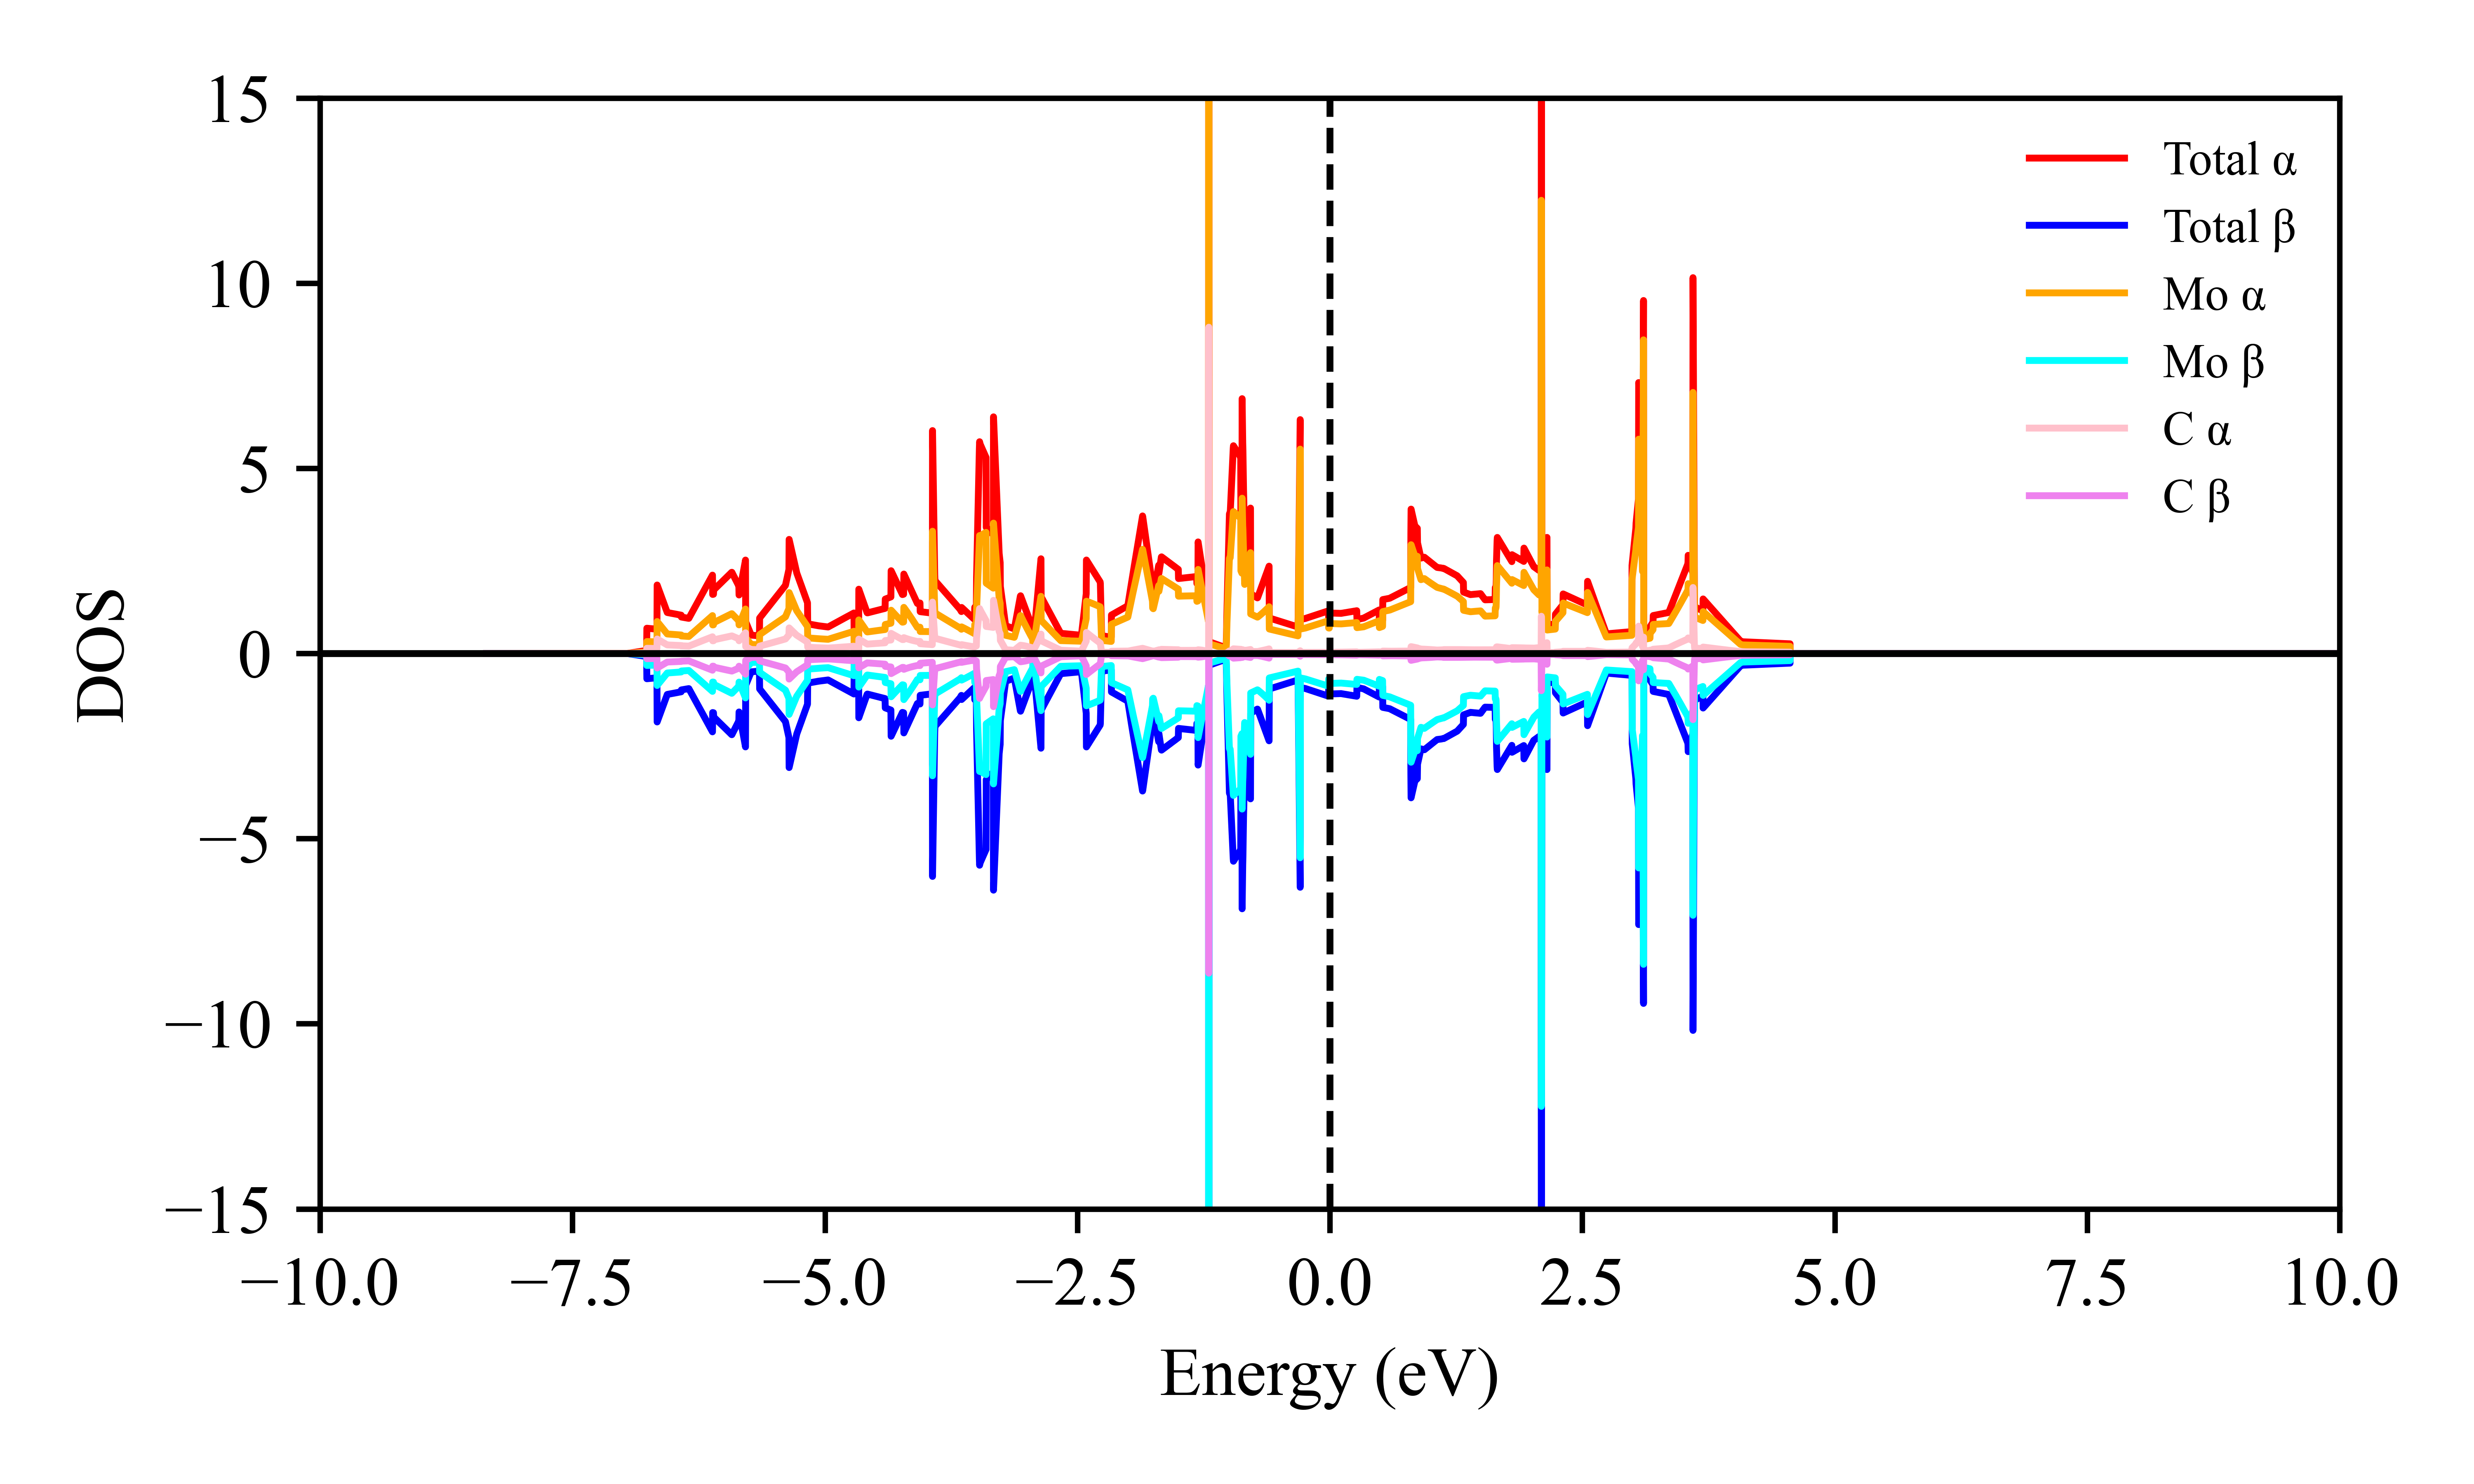 DOS
15
10
5
0
−5
−10
−15
−10.0 −7.5 −5.0 −2.5 0.0 2.5 5.0 7.5 10.0
Energy (eV)
Total α
Total β
Mo α
Mo β
C α
C β